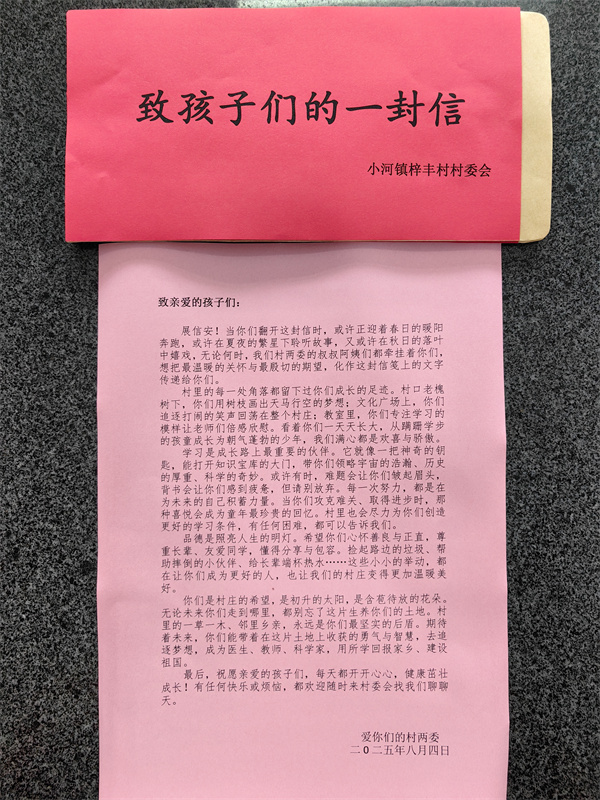 致孩子们的一封信
小河镇梓丰村村委会
致亲爱的孩子们：
展信安！当你们翻开这封信时，或许正迎着春日的暖阳
奔跑，或许在夏夜的繁星下聆听故事，又或许在秋日的落叶
中嬉戏，无论何时，我们村两委的叔叔阿姨们都牵挂着你们，
想把最温暖的关怀与最殷切的期望，化作这封信笺上的文字
传递给你们。
村里的每一处角落都留下过你们成长的足迹。村口老槐
树下，你们用树枝画出天马行空的梦想；文化广场上，你们
追逐打闹的笑声回荡在整个村庄；教室里，你们专注学习的
模样让老师们倍感欣慰。看着你们一天天长大，从蹒跚学步
的孩童成长为朝气蓬勃的少年，我们满心都是欢喜与骄傲。
学习是成长路上最重要的伙伴。它就像一把神奇的钥
匙，能打开知识宝库的大门，带你们领略宇宙的浩瀚、历史
的厚重、科学的奇妙。或许有时，难题会让你们皱起眉头，
背书会让你们感到疲惫，但请别放弃。每一次努力，都是在
为未来的自己积蓄力量。当你们攻克难关、取得进步时，那
种喜悦会成为童年最珍贵的回忆。村里也会尽力为你们创造
更好的学习条件，有任何困难，都可以告诉我们。
品德是照亮人生的明灯。希望你们心怀善良与正直，尊
重长辈、友爱同学，懂得分享与包容。捡起路边的垃圾、帮
助摔倒的小伙伴、给长辈端杯热水……这些小小的举动，都
在让你们成为更好的人，也让我们的村庄变得更加温暖美
好。
你们是村庄的希望，是初升的太阳，是含苞待放的花朵。
无论未来你们走到哪里，都别忘了这片生养你们的土地。村
里的一草一木、邻里乡亲，永远是你们最坚实的后盾。期待
着未来，你们能带着在这片土地上收获的勇气与智慧，去追
逐梦想，成为医生、教师、科学家，用所学回报家乡、建设
祖国。
最后，祝愿亲爱的孩子们，每天都开开心心，健康茁壮
成长！有任何快乐或烦恼，都欢迎随时来村委会找我们聊聊
天。
爱你们的村两委
二0二五年八月四日